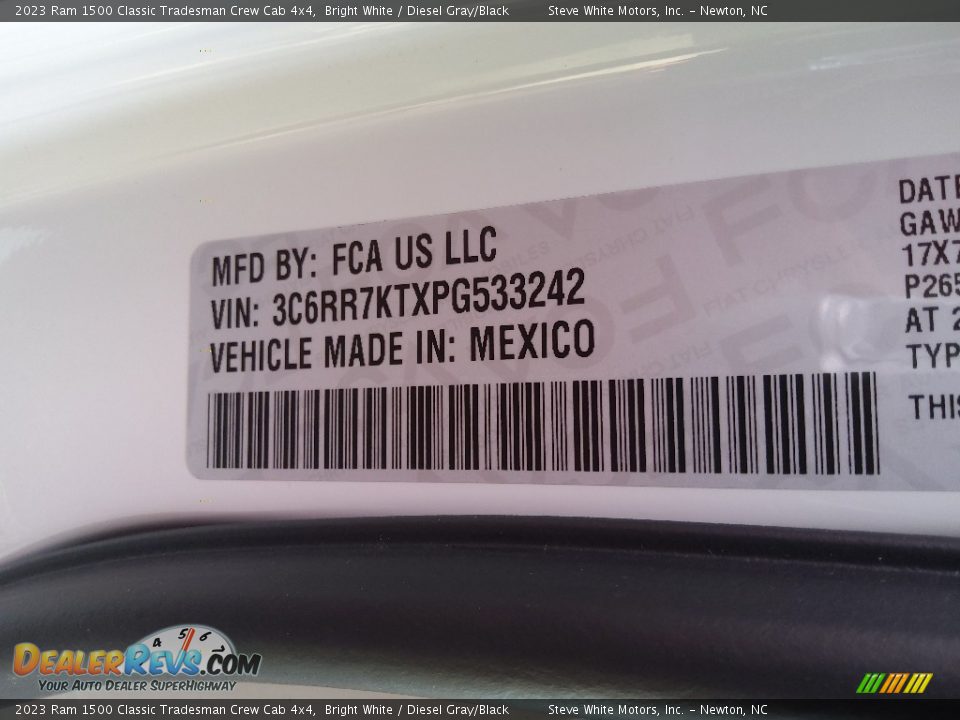 2023 Ram 1500 Classic Tradesman Crew Cab 4x4, Bright White / Diesel Gray/Black Steve White Motors, Inc. – Newton, NC
MFD BY: FCA US LLC
VIN: 3C6RR7KTXPG533242
VEHICLE MADE IN: MEXICO
DATE
GAW
17X7
P265
AT 2
TYP
THIS
4 5 6
DEALERREVS.COM
YOUR AUTO DEALER SUPERHIGHWAY
2023 Ram 1500 Classic Tradesman Crew Cab 4x4, Bright White / Diesel Gray/Black Steve White Motors, Inc. – Newton, NC